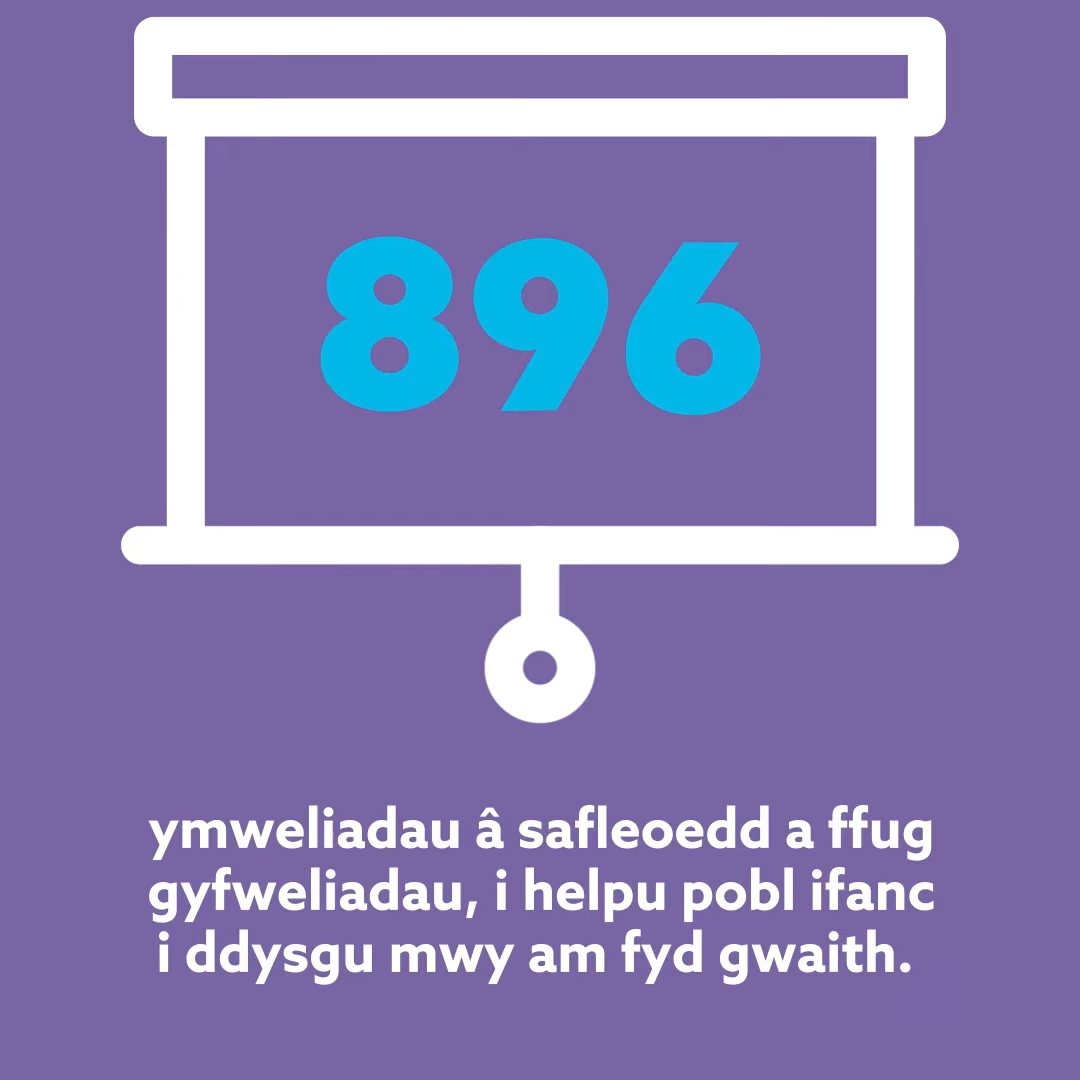 896
ymweliadau â safleoedd a ffug
gyfweliadau, i helpu pobl ifanc
i ddysgu mwy am fyd gwaith.